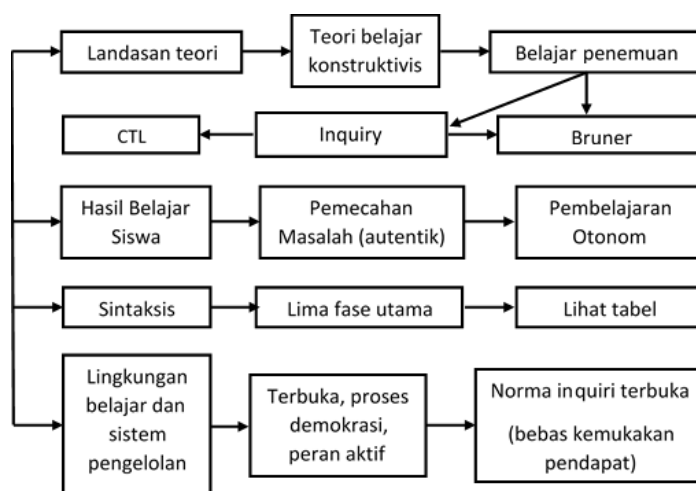 Landasan teori
Teori belajar
konstruktivis
Belajar penemuan
CTL
Inquiry
Bruner
Hasil Belajar
Siswa
Pemecahan
Masalah (autentik)
Pembelajaran
Otonom
Sintaksis
Lima fase utama
Lihat tabel
Lingkungan
belajar dan
sistem
pengelolan
Terbuka, proses
demokrasi,
peran aktif
Norma inquiri terbuka
(bebas kemukakan
pendapat)